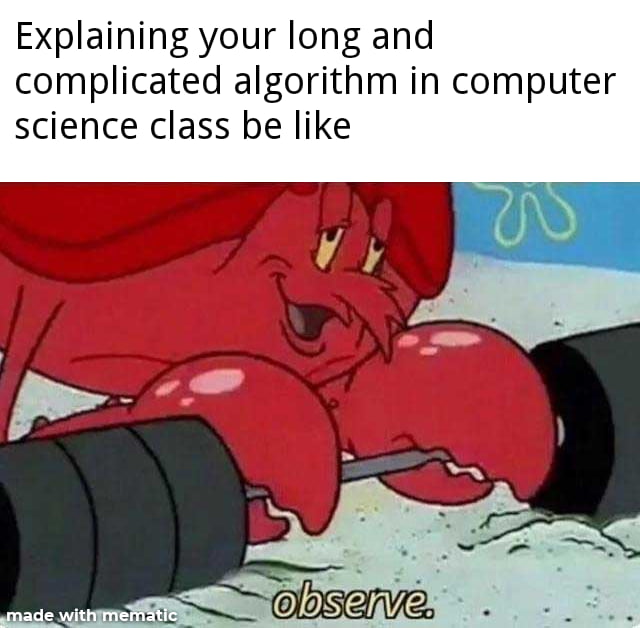 Explaining your long and
complicated algorithm in computer
science class be like
observe.
made with mematic